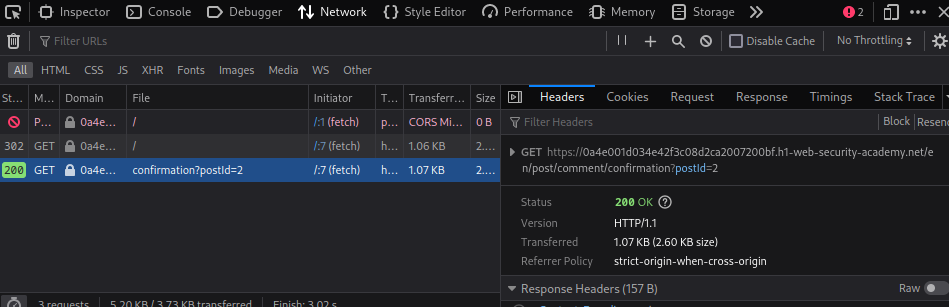 Inspector Console Debugger Network Style Editor Performance Memory Storage 2
Filter URLs Disable Cache No Throttling
All HTML CSS JS XHR Fonts Images Media WS Other
St… M… Domain File Initiator T… Transferr… Size
P… 0a4e… / /:1 (fetch) p… CORS Mi… 0 B
302 GET 0a4e… / /:7 (fetch) h… 1.06 KB 2.…
200 GET 0a4e… confirmation?postId=2 /:7 (fetch) h… 1.07 KB 2.…
3 requests 5.20 KB / 3.73 KB transferred Finish: 3.02 s
Headers Cookies Request Response Timings Stack Trace
Filter Headers Block Resend
GET https://0a4e001d034e42f3c08d2ca2007200bf.h1-web-security-academy.net/en/post/comment/confirmation?postId=2
Status 200 OK
Version HTTP/1.1
Transferred 1.07 KB (2.60 KB size)
Referrer Policy strict-origin-when-cross-origin
Response Headers (157 B) Raw